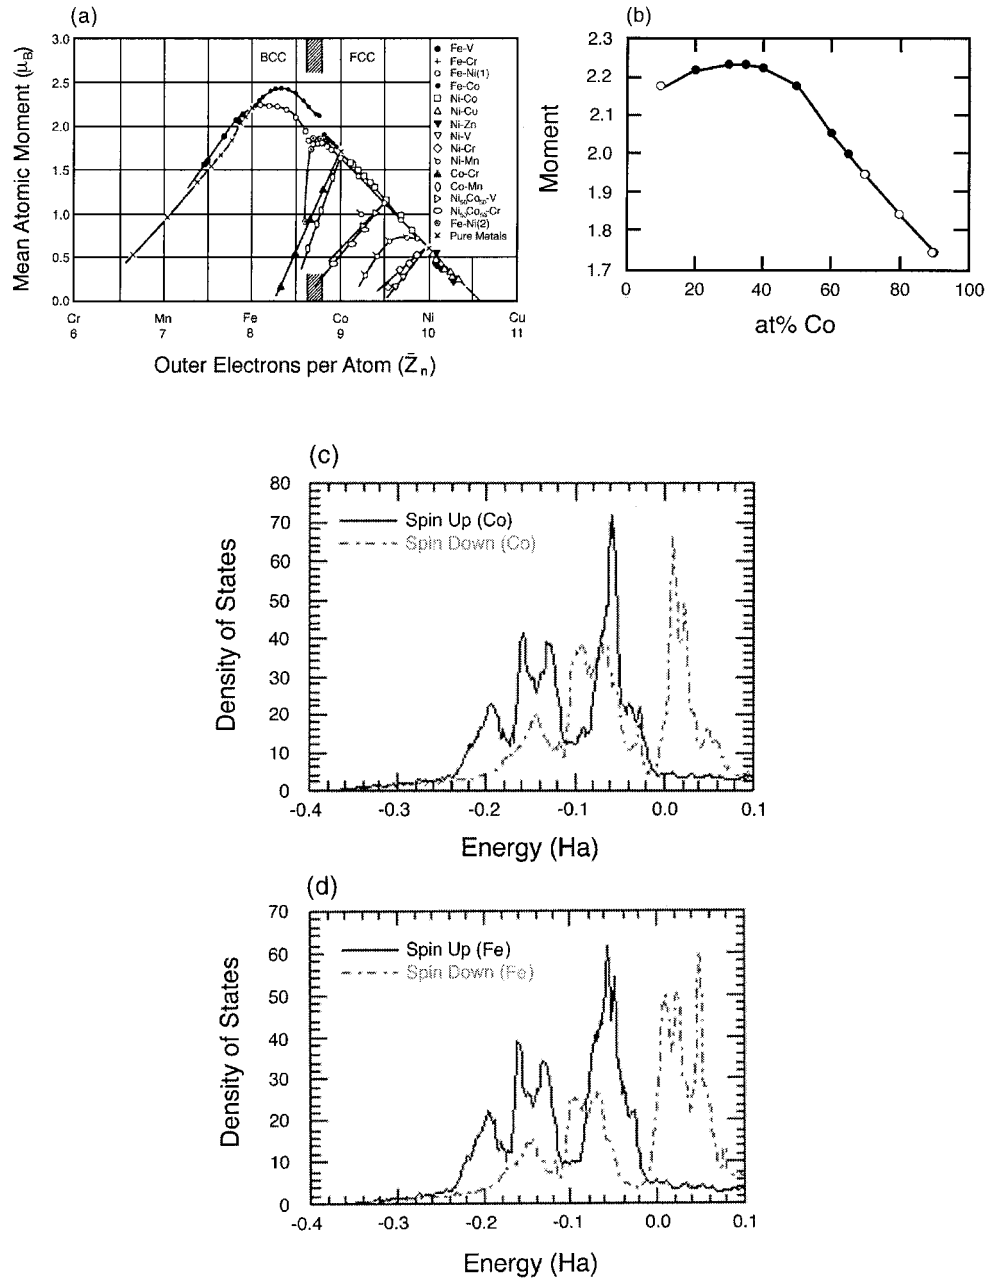 (a)
Mean Atomic Moment (μB)
3.0
2.5
2.0
1.5
1.0
0.5
0.0
BCC
FCC
Fe-V
Fe-Cr
Fe-Ni(1)
Fe-Co
Ni-Co
Ni-Cu
Ni-Zn
Ni-V
Ni-Cr
Ni-Mn
Co-Cr
Co-Mn
Fe-Ni(2)
Pure Metals
Cr Mn Fe Co Ni Cu
6 7 8 9 10 11
Outer Electrons per Atom (Z̄n)
(b)
Moment
2.3
2.2
2.1
2.0
1.9
1.8
1.7
0 20 40 60 80 100
at% Co
(c)
Density of States
80
70
60
50
40
30
20
10
0
Spin Up (Co)
Spin Down (Co)
-0.4 -0.3 -0.2 -0.1 0.0 0.1
Energy (Ha)
(d)
Density of States
70
60
50
40
30
20
10
0
Spin Up (Fe)
Spin Down (Fe)
-0.4 -0.3 -0.2 -0.1 0.0 0.1
Energy (Ha)